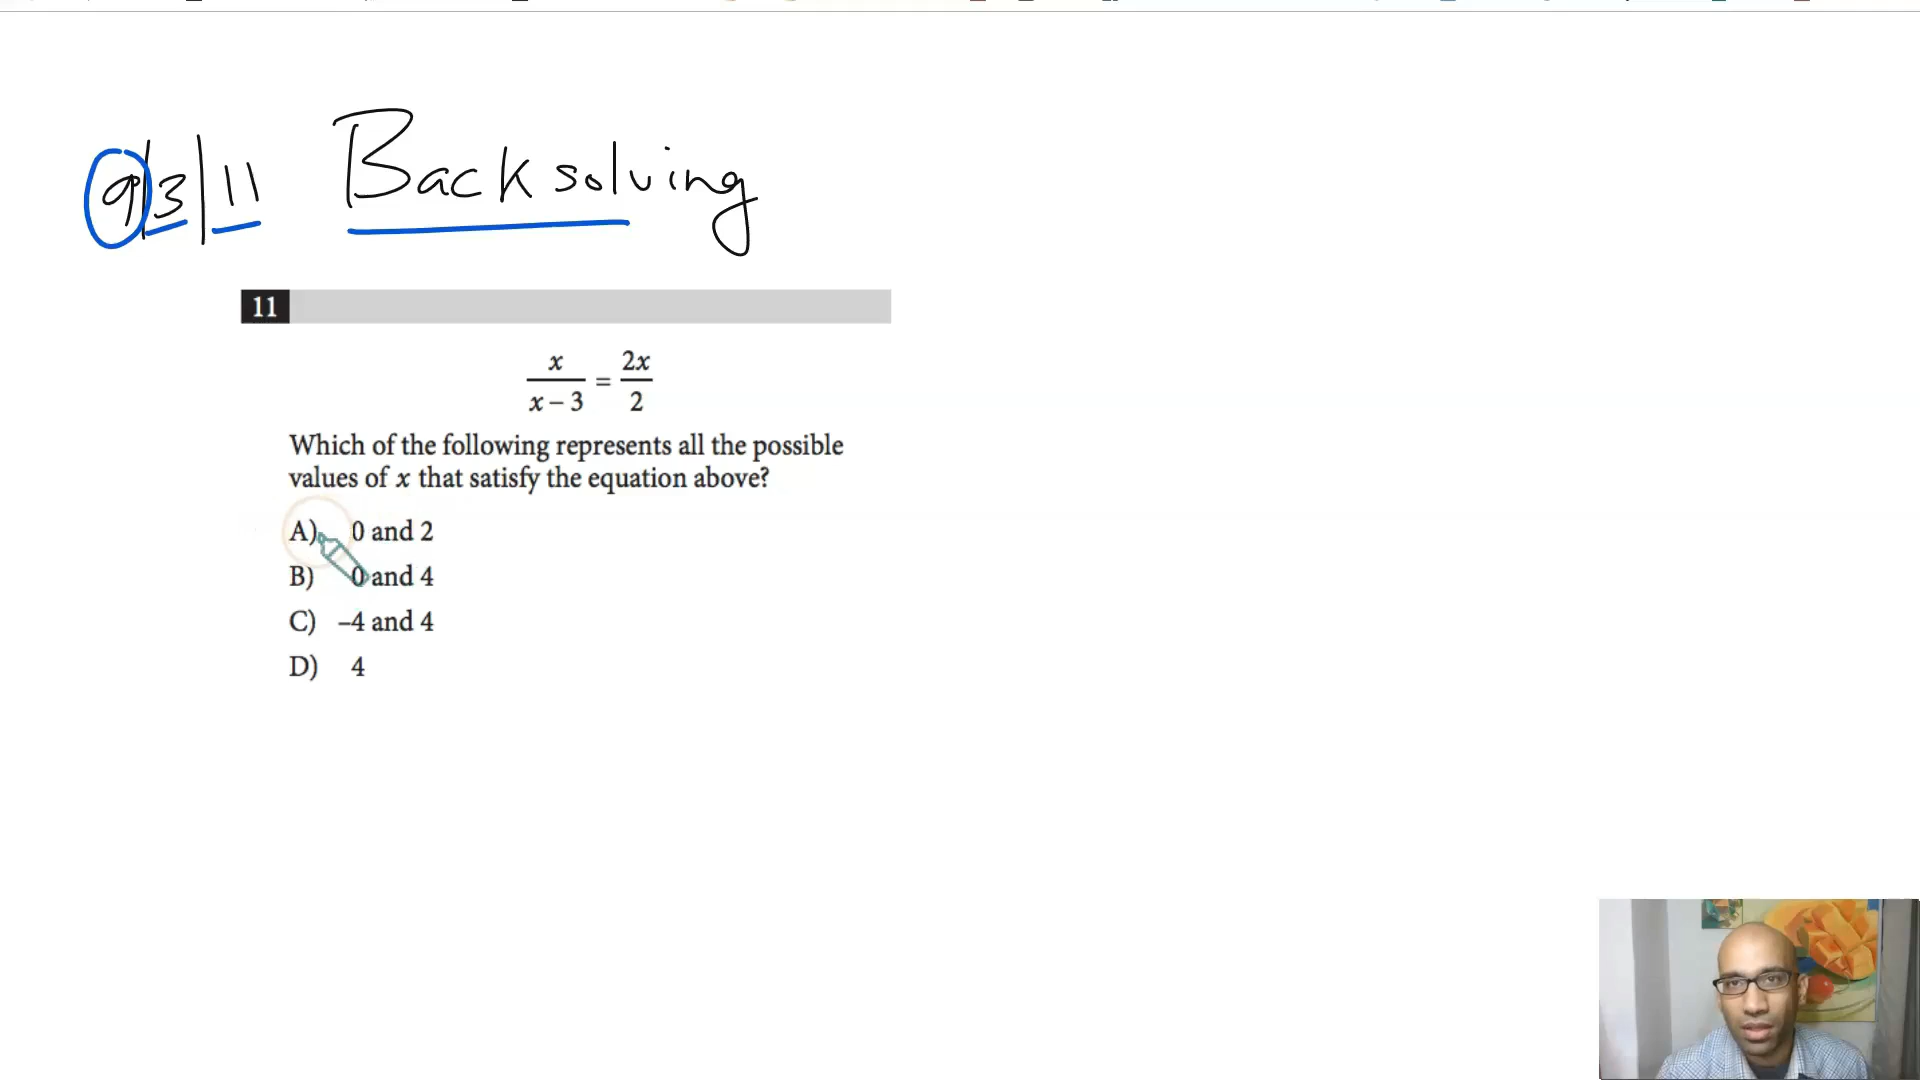 9|3|11 Backsolving
11
x/(x – 3) = 2x/2
Which of the following represents all the possible
values of x that satisfy the equation above?
A) 0 and 2
B) 0 and 4
C) –4 and 4
D) 4